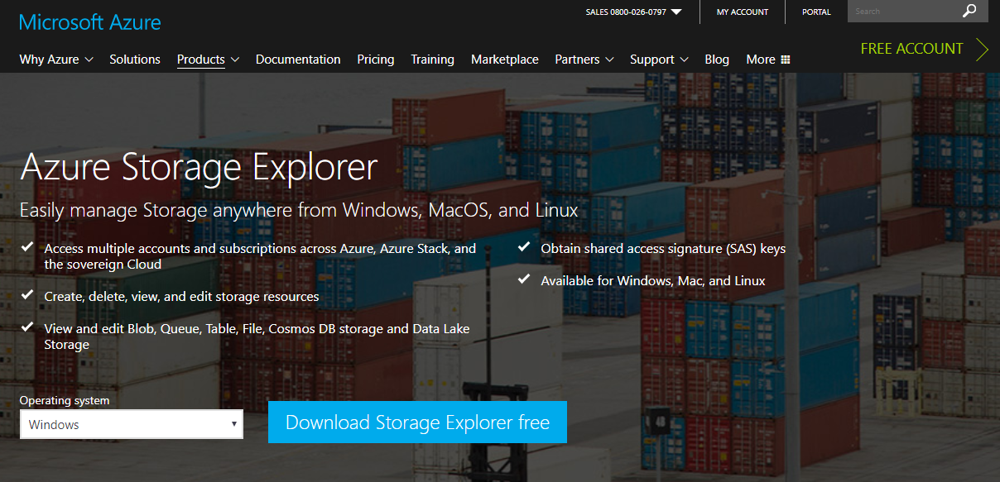 Microsoft Azure
SALES 0800-026-0797
MY ACCOUNT
PORTAL
Search
Why Azure
Solutions
Products
Documentation
Pricing
Training
Marketplace
Partners
Support
Blog
More
FREE ACCOUNT
Azure Storage Explorer
Easily manage Storage anywhere from Windows, MacOS, and Linux
Access multiple accounts and subscriptions across Azure, Azure Stack, and
the sovereign Cloud
Create, delete, view, and edit storage resources
View and edit Blob, Queue, Table, File, Cosmos DB storage and Data Lake
Storage
Obtain shared access signature (SAS) keys
Available for Windows, Mac, and Linux
Operating system
Windows
Download Storage Explorer free
48